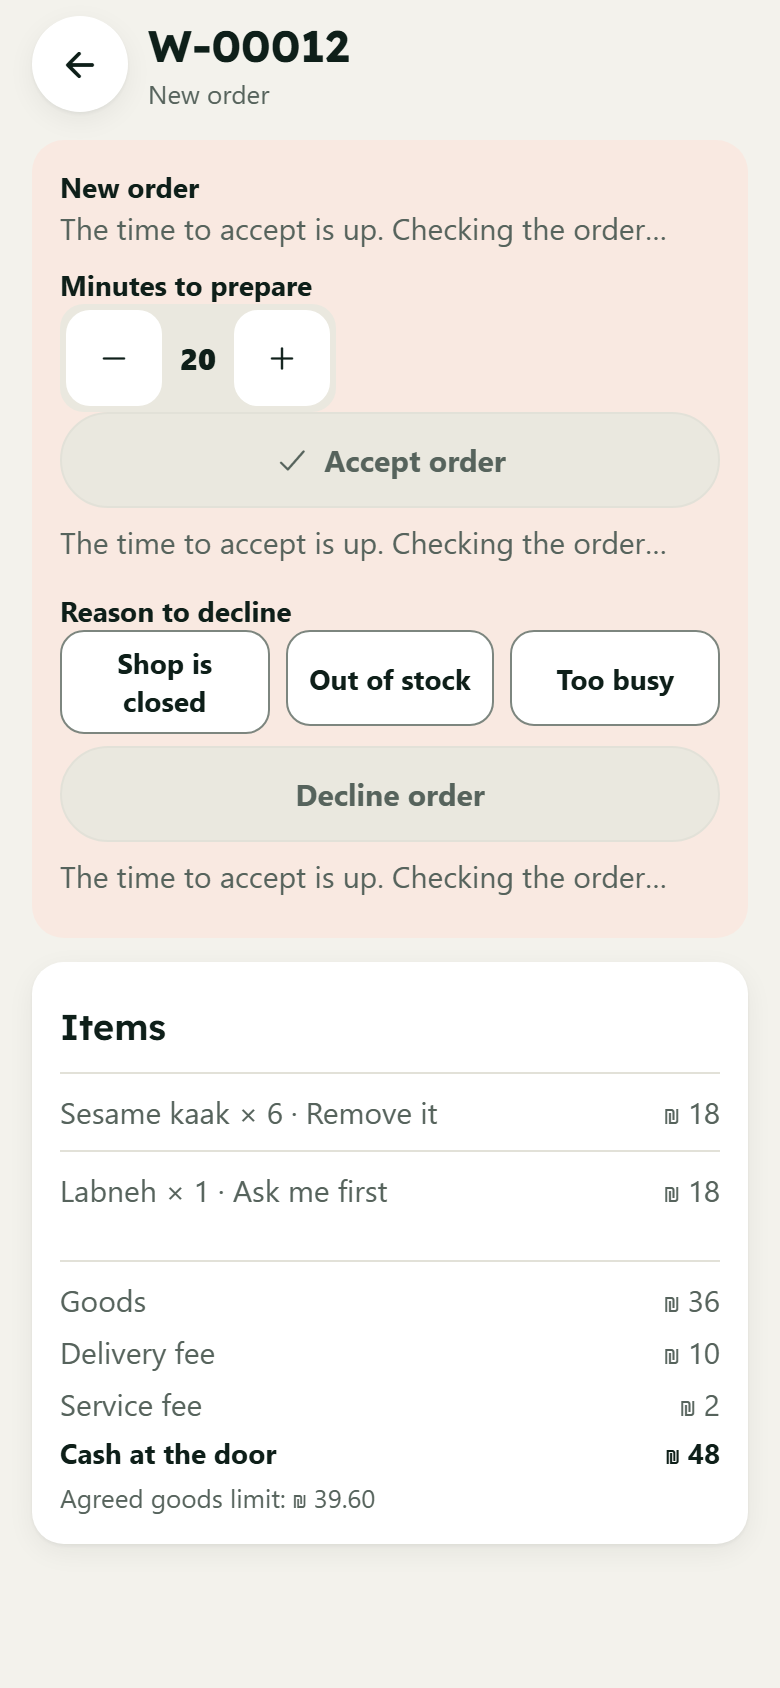 W-00012
New order
New order
The time to accept is up. Checking the order...
Minutes to prepare
− 20 +
✓ Accept order
The time to accept is up. Checking the order...
Reason to decline
Shop is
closed
Out of stock
Too busy
Decline order
The time to accept is up. Checking the order...
Items
Sesame kaak × 6 · Remove it ₪ 18
Labneh × 1 · Ask me first ₪ 18
Goods ₪ 36
Delivery fee ₪ 10
Service fee ₪ 2
Cash at the door ₪ 48
Agreed goods limit: ₪ 39.60